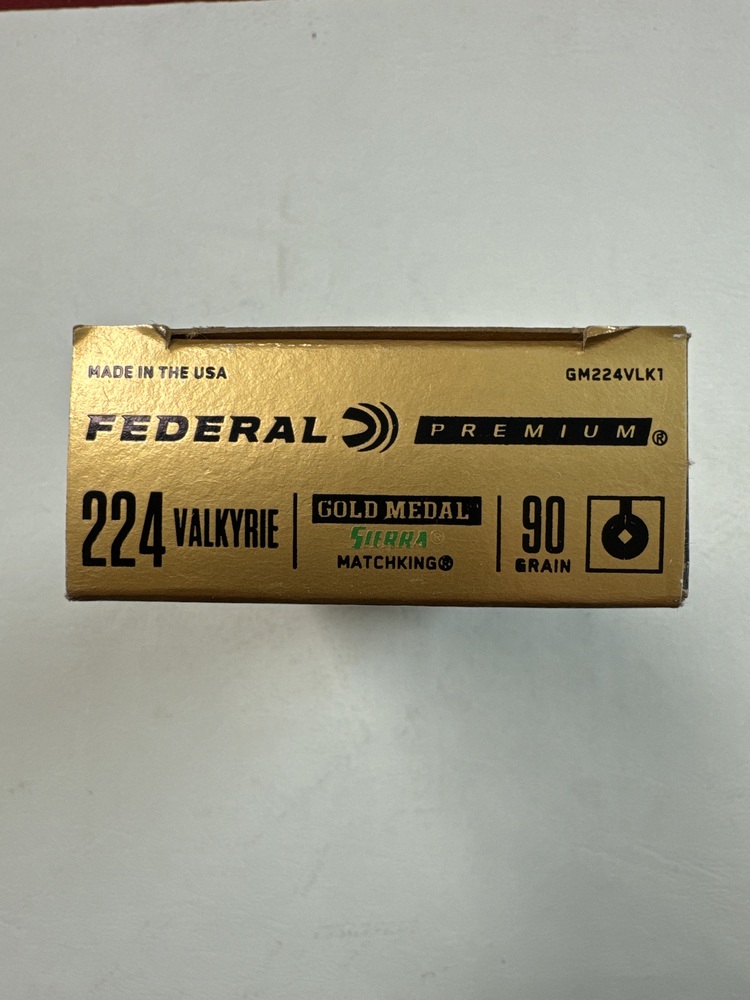 MADE IN THE USA GM224VLK1
FEDERAL PREMIUM®
224 VALKYRIE
GOLD MEDAL
SIERRA®
MATCHKING®
90
GRAIN